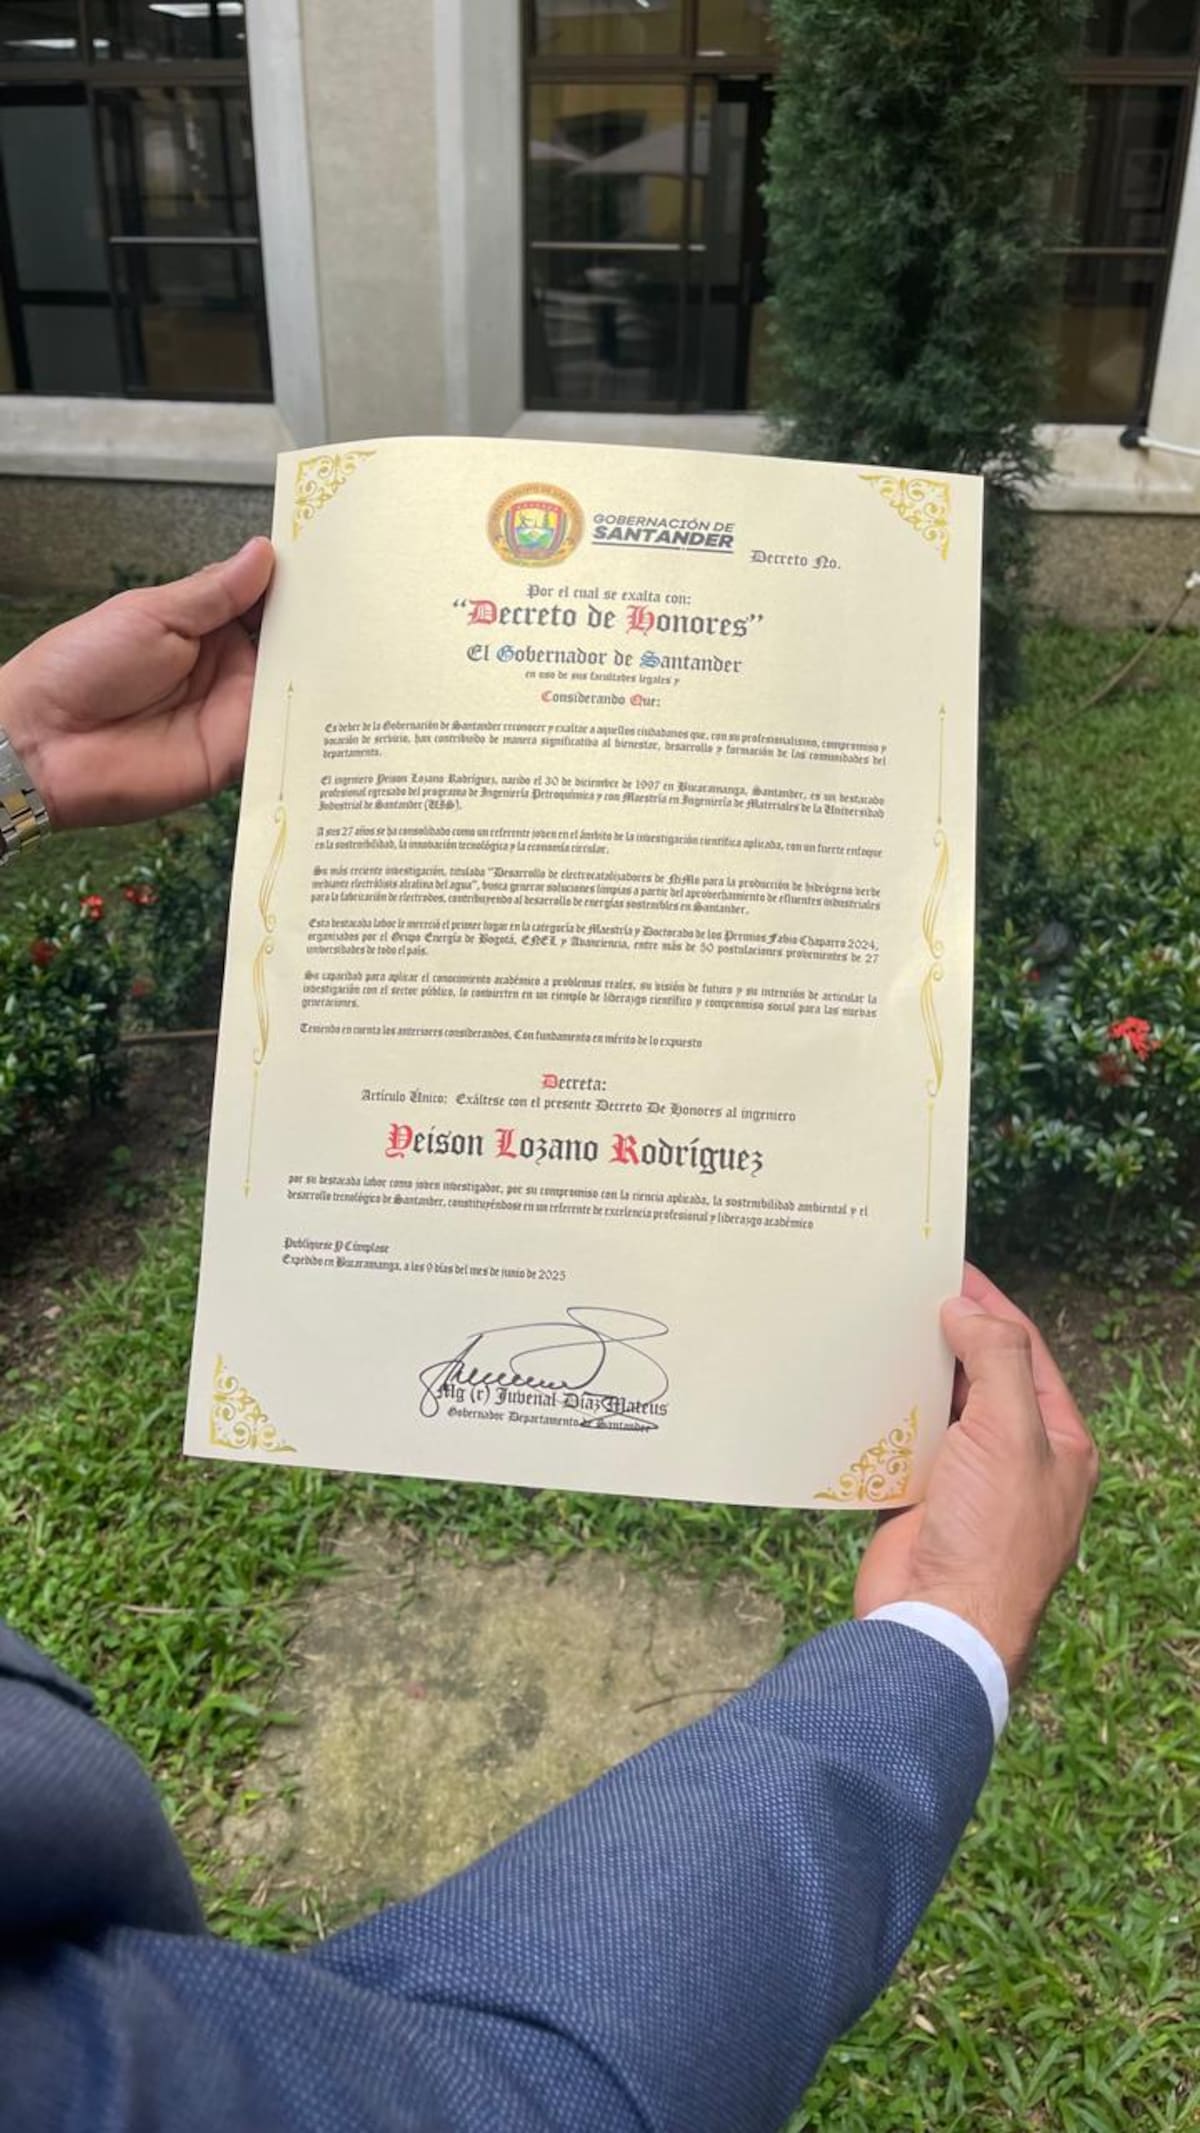 GOBERNACIÓN DE
SANTANDER
Decreto No.
Por el cual se exalta con:
“Decreto de Honores”
El Gobernador de Santander
en uso de sus facultades legales y
Considerando Que:
Es deber de la Gobernación de Santander reconocer y exaltar a aquellos ciudadanos que, con su profesionalismo, compromiso y
vocación de servicio, han contribuido de manera significativa al bienestar, desarrollo y formación de las comunidades del
departamento.
El ingeniero Yeison Lozano Rodríguez, nacido el 30 de diciembre de 1997 en Bucaramanga, Santander, es un destacado
profesional egresado del programa de Ingeniería Petroquímica y con Maestría en Ingeniería de Materiales de la Universidad
Industrial de Santander (UIS).
A sus 27 años se ha consolidado como un referente joven en el ámbito de la investigación científica aplicada, con un fuerte enfoque
en la sostenibilidad, la innovación tecnológica y la economía circular.
Su más reciente investigación, titulada "Desarrollo de electrocatalizadores de NiMo para la producción de hidrógeno verde
mediante electrólisis alcalina del agua", busca generar soluciones limpias a partir del aprovechamiento de efluentes industriales
para la fabricación de electrodos, contribuyendo al desarrollo de energías sostenibles en Santander.
Esta destacada labor le mereció el primer lugar en la categoría de Maestría y Doctorado de los Premios Fabio Chaparro 2024,
organizados por el Grupo Energía de Bogotá, ENEL y Avanciencia, entre más de 50 postulaciones provenientes de 27
universidades de todo el país.
Su capacidad para aplicar el conocimiento académico a problemas reales, su visión de futuro y su intención de articular la
investigación con el sector público, lo convierten en un ejemplo de liderazgo científico y compromiso social para las nuevas
generaciones.
Teniendo en cuenta los anteriores considerandos, Con fundamento en mérito de lo expuesto
Decreta:
Artículo Único: Exáltese con el presente Decreto De Honores al ingeniero
Yeison Lozano Rodríguez
por su destacada labor como joven investigador, por su compromiso con la ciencia aplicada, la sostenibilidad ambiental y el
desarrollo tecnológico de Santander, constituyéndose en un referente de excelencia profesional y liderazgo académico
Publíquese Y Cúmplase
Expedido en Bucaramanga, a los 9 días del mes de junio de 2025
Mg (r) Juvenal Díaz Mateus
Gobernador Departamento de Santander